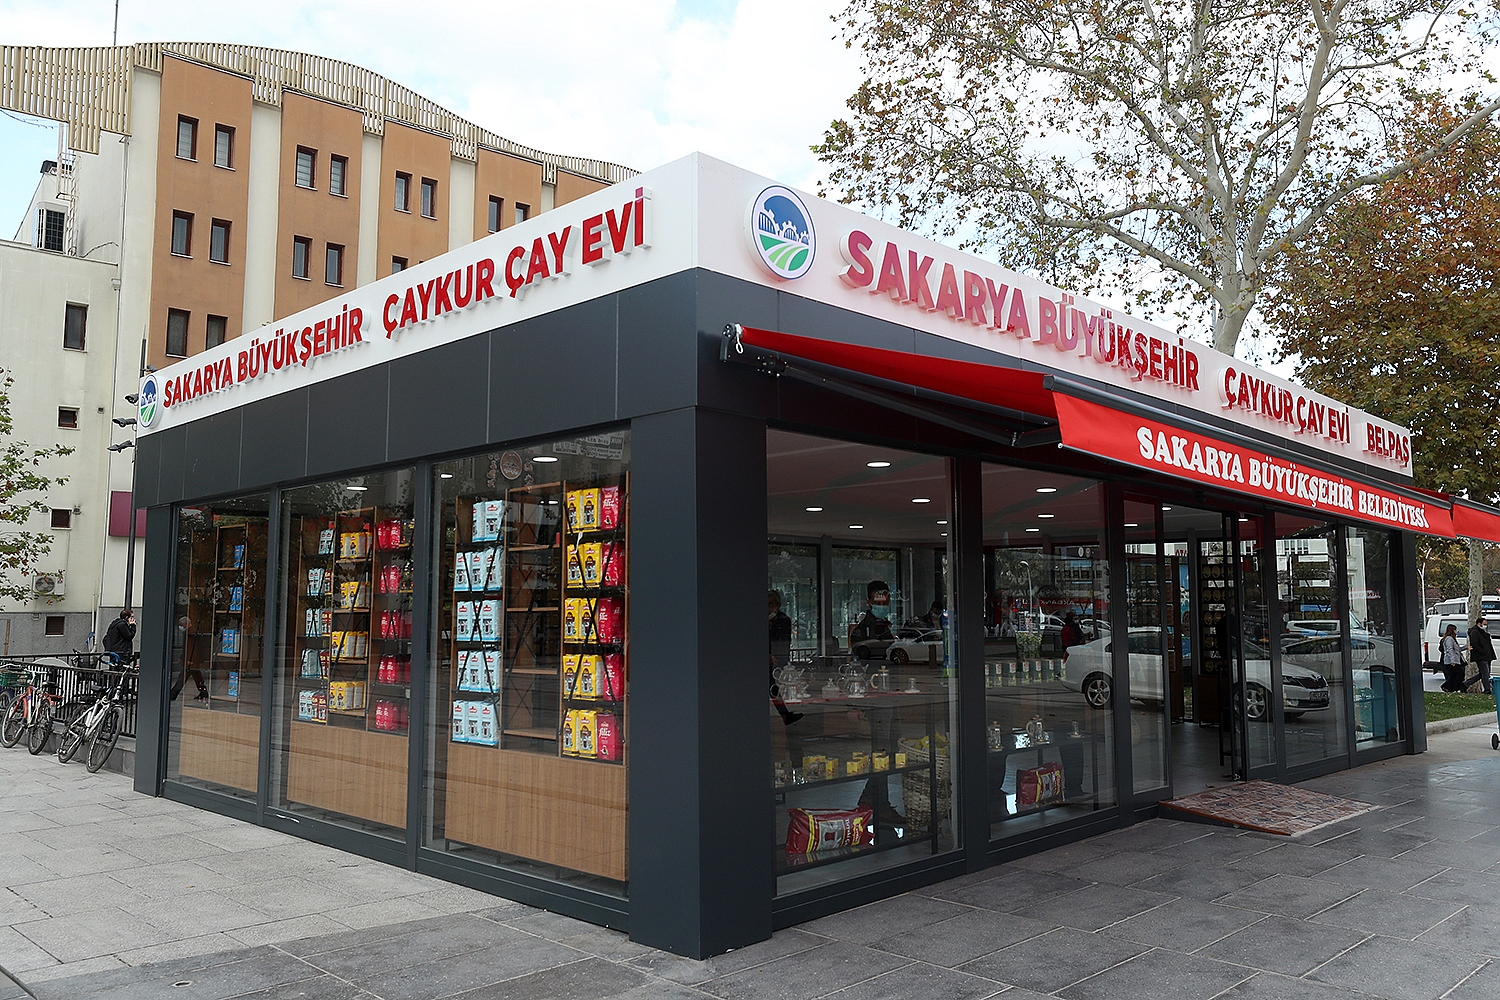 SAKARYA BÜYÜKŞEHİR ÇAYKUR ÇAY EVİ
SAKARYA BÜYÜKŞEHİR ÇAYKUR ÇAY EVİ BELPAŞ
SAKARYA BÜYÜKŞEHİR BELEDİYESİ